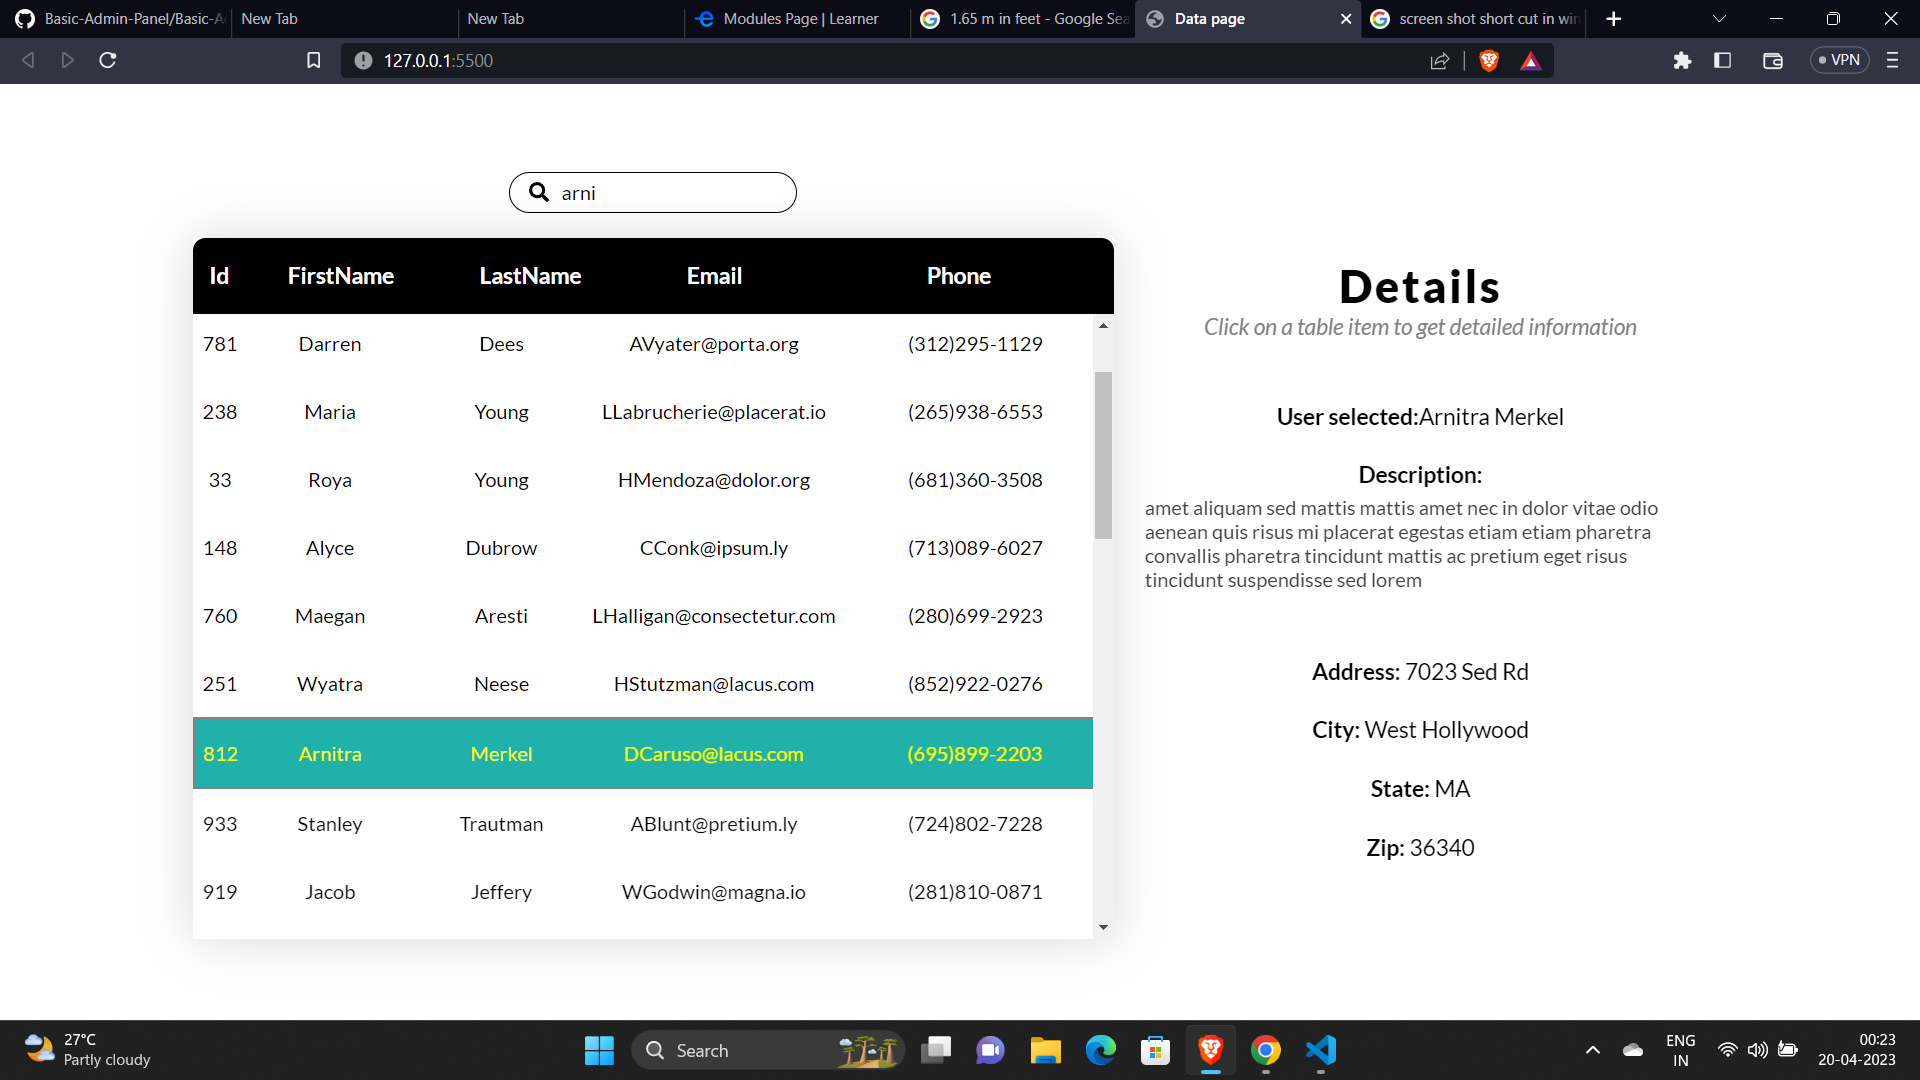 Basic-Admin-Panel/Basic-A
New Tab
New Tab
Modules Page | Learner
1.65 m in feet - Google Sea
Data page
screen shot short cut in win
127.0.0.1:5500
VPN
arni
Id FirstName LastName Email Phone
781 Darren Dees AVyater@porta.org (312)295-1129
238 Maria Young LLabrucherie@placerat.io (265)938-6553
33 Roya Young HMendoza@dolor.org (681)360-3508
148 Alyce Dubrow CConk@ipsum.ly (713)089-6027
760 Maegan Aresti LHalligan@consectetur.com (280)699-2923
251 Wyatra Neese HStutzman@lacus.com (852)922-0276
812 Arnitra Merkel DCaruso@lacus.com (695)899-2203
933 Stanley Trautman ABlunt@pretium.ly (724)802-7228
919 Jacob Jeffery WGodwin@magna.io (281)810-0871
Details
Click on a table item to get detailed information
User selected:Arnitra Merkel
Description:
amet aliquam sed mattis mattis amet nec in dolor vitae odio
aenean quis risus mi placerat egestas etiam etiam pharetra
convallis pharetra tincidunt mattis ac pretium eget risus
tincidunt suspendisse sed lorem
Address: 7023 Sed Rd
City: West Hollywood
State: MA
Zip: 36340
27°C
Partly cloudy
Search
ENG
IN
00:23
20-04-2023